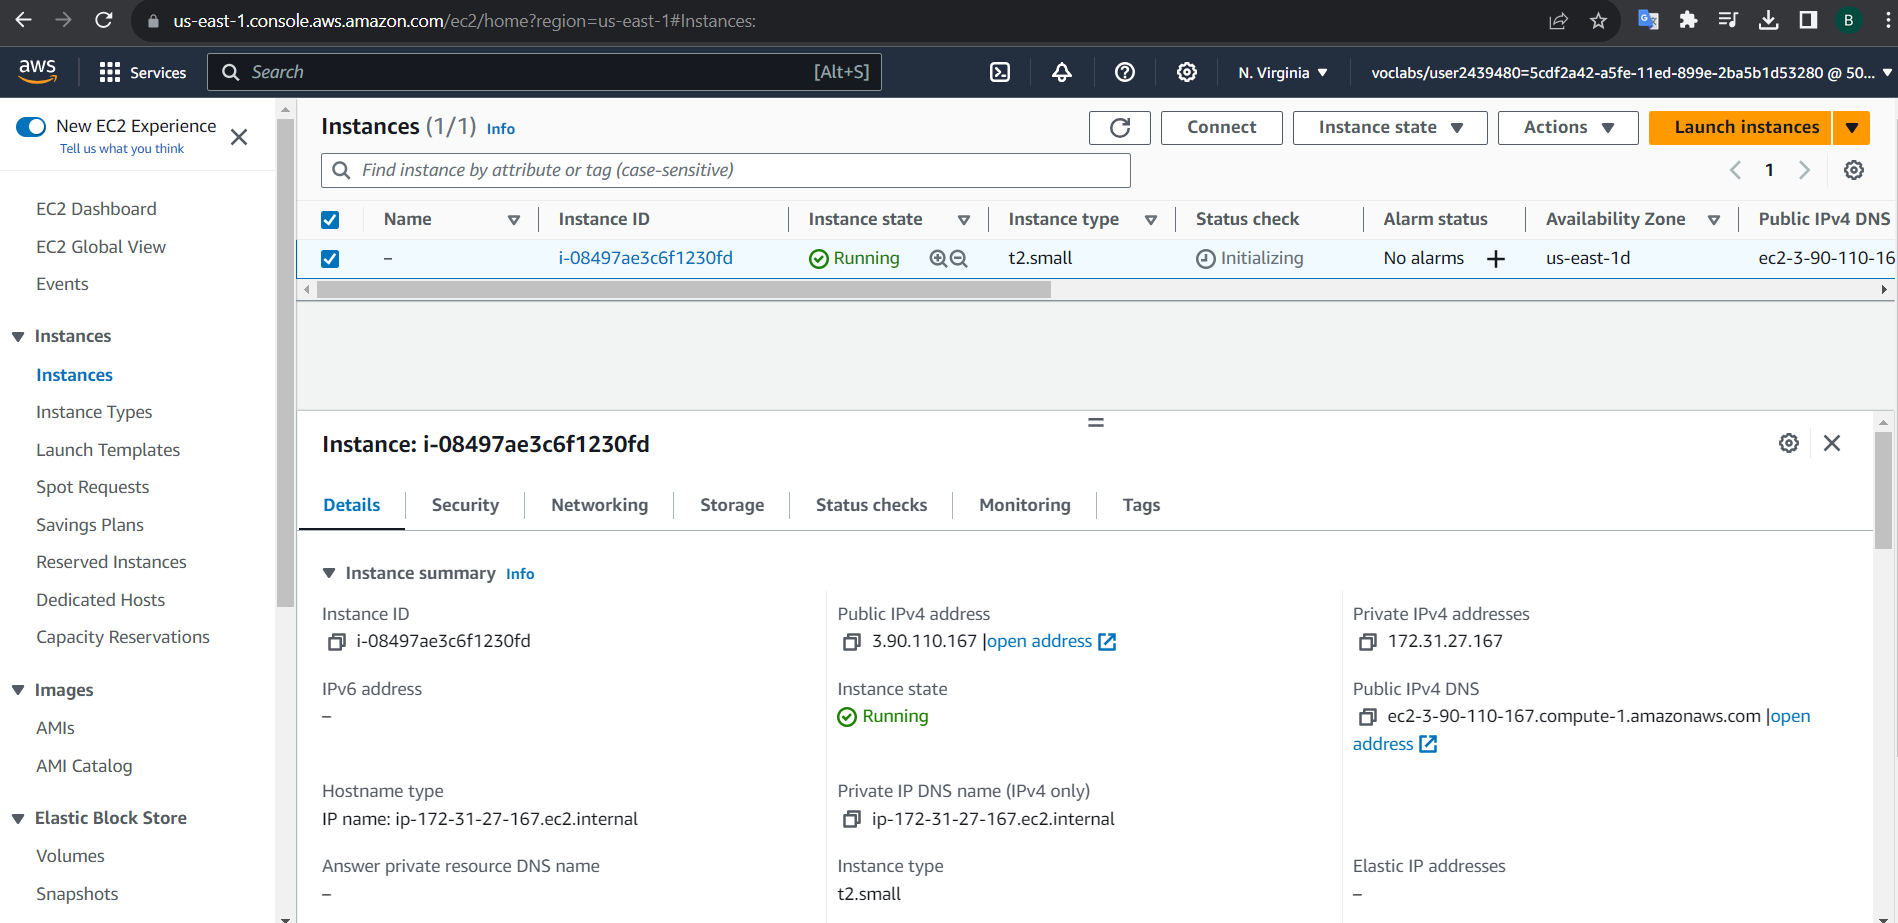 us-east-1.console.aws.amazon.com/ec2/home?region=us-east-1#Instances:
B
aws
Services
Search
[Alt+S]
N. Virginia
voclabs/user2439480=5cdf2a42-a5fe-11ed-899e-2ba5b1d53280 @ 50...
New EC2 Experience
Tell us what you think
EC2 Dashboard
EC2 Global View
Events
Instances
Instances
Instance Types
Launch Templates
Spot Requests
Savings Plans
Reserved Instances
Dedicated Hosts
Capacity Reservations
Images
AMIs
AMI Catalog
Elastic Block Store
Volumes
Snapshots
Instances (1/1) Info
Connect
Instance state
Actions
Launch instances
Find instance by attribute or tag (case-sensitive)
1
Name Instance ID Instance state Instance type Status check Alarm status Availability Zone Public IPv4 DNS
– i-08497ae3c6f1230fd Running t2.small Initializing No alarms + us-east-1d ec2-3-90-110-16
Instance: i-08497ae3c6f1230fd
Details Security Networking Storage Status checks Monitoring Tags
Instance summary Info
Instance ID
i-08497ae3c6f1230fd
Public IPv4 address
3.90.110.167 |open address
Private IPv4 addresses
172.31.27.167
IPv6 address
–
Instance state
Running
Public IPv4 DNS
ec2-3-90-110-167.compute-1.amazonaws.com |open
address
Hostname type
IP name: ip-172-31-27-167.ec2.internal
Private IP DNS name (IPv4 only)
ip-172-31-27-167.ec2.internal
Answer private resource DNS name
–
Instance type
t2.small
Elastic IP addresses
–